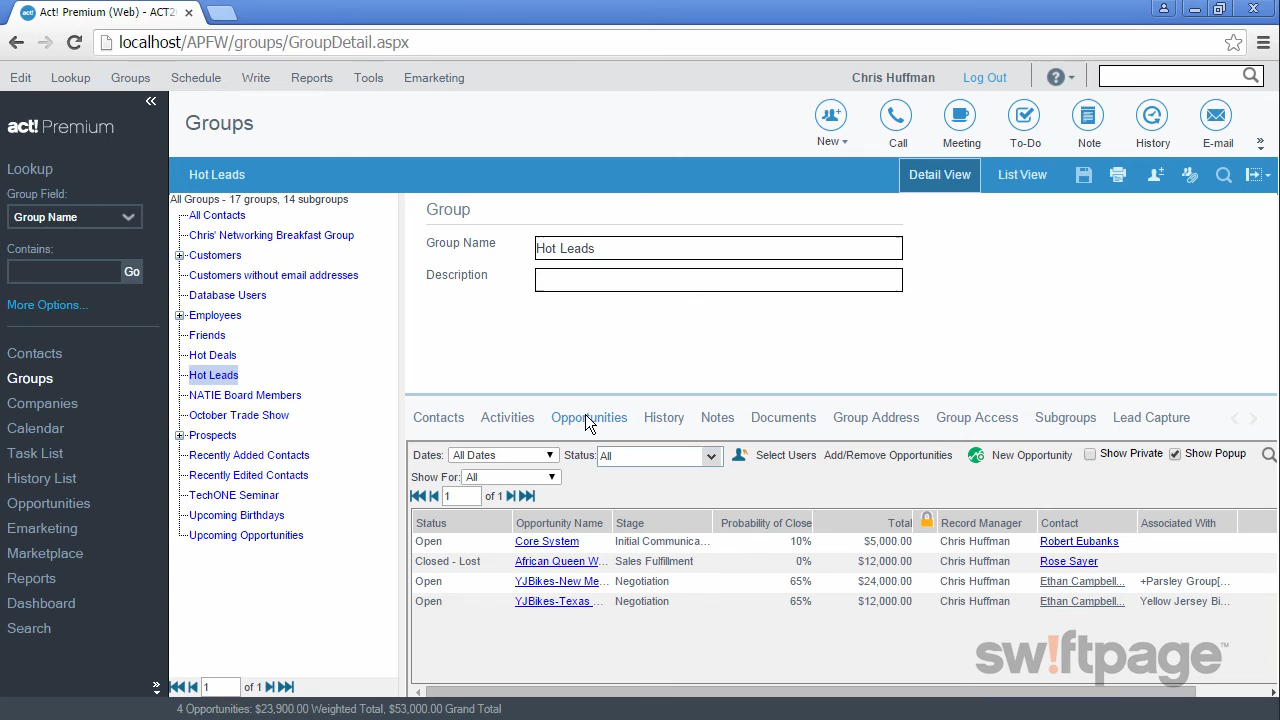 act! Act! Premium (Web) - ACT2
localhost/APFW/groups/GroupDetail.aspx
Edit Lookup Groups Schedule Write Reports Tools Emarketing Chris Huffman Log Out ?
act! Premium
Groups
New Call Meeting To-Do Note History E-mail
Hot Leads Detail View List View
Lookup
Group Field:
Group Name
Contains:
Go
More Options...
Contacts
Groups
Companies
Calendar
Task List
History List
Opportunities
Emarketing
Marketplace
Reports
Dashboard
Search
All Groups - 17 groups, 14 subgroups
All Contacts
Chris' Networking Breakfast Group
Customers
Customers without email addresses
Database Users
Employees
Friends
Hot Deals
Hot Leads
NATIE Board Members
October Trade Show
Prospects
Recently Added Contacts
Recently Edited Contacts
TechONE Seminar
Upcoming Birthdays
Upcoming Opportunities
1 of 1
Group
Group Name Hot Leads
Description
Contacts Activities Opportunities History Notes Documents Group Address Group Access Subgroups Lead Capture
Dates: All Dates Status: All Select Users Add/Remove Opportunities New Opportunity Show Private Show Popup
Show For: All
1 of 1
Status Opportunity Name Stage Probability of Close Total Record Manager Contact Associated With
Open Core System Initial Communica... 10% $5,000.00 Chris Huffman Robert Eubanks
Closed - Lost African Queen W... Sales Fulfillment 0% $12,000.00 Chris Huffman Rose Sayer
Open YJBikes-New Me... Negotiation 65% $24,000.00 Chris Huffman Ethan Campbell... +Parsley Group[...
Open YJBikes-Texas ... Negotiation 65% $12,000.00 Chris Huffman Ethan Campbell... Yellow Jersey Bi...
sw!ftpage™
4 Opportunities: $23,900.00 Weighted Total, $53,000.00 Grand Total